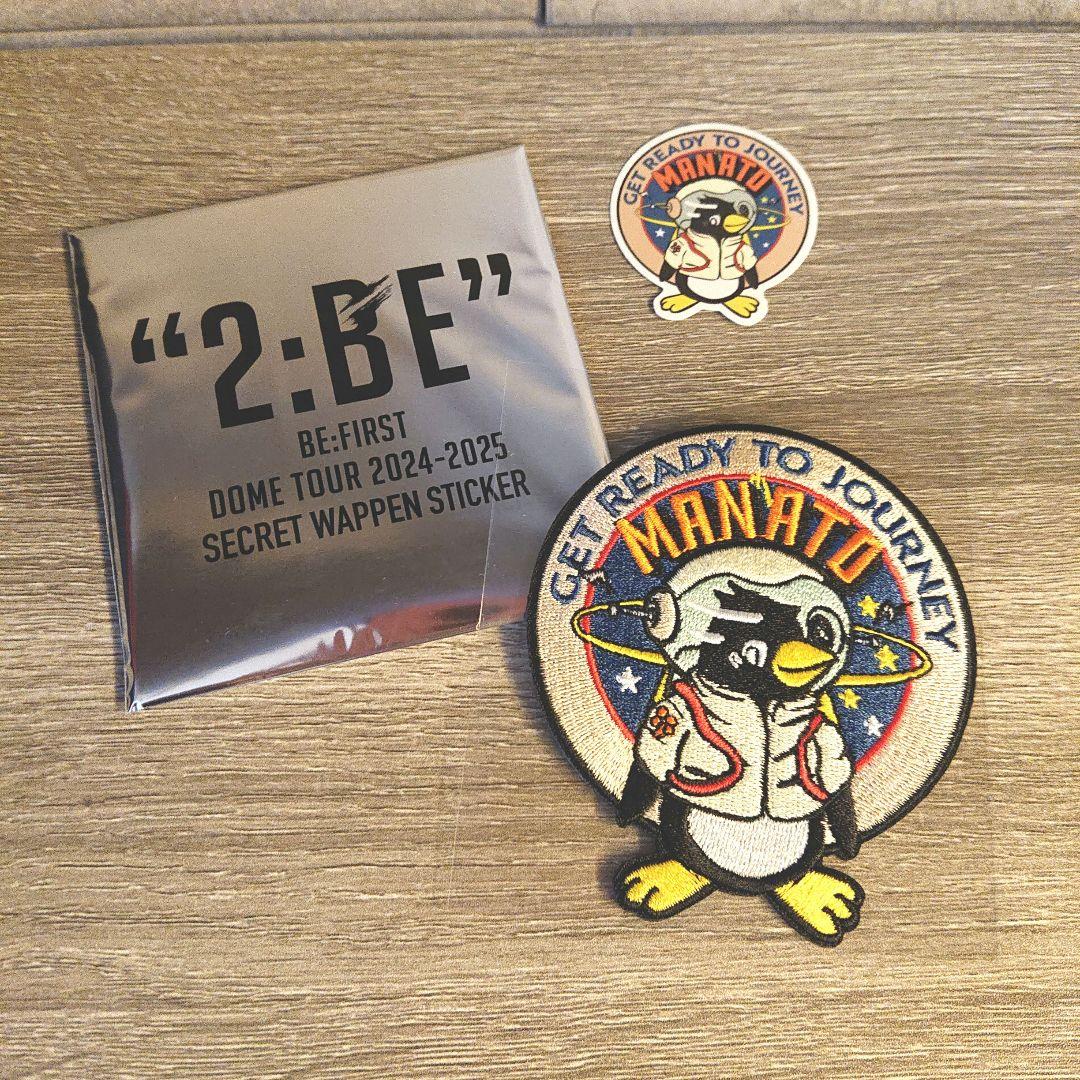 “2:BE”
BE:FIRST
DOME TOUR 2024-2025
SECRET WAPPEN STICKER
GET READY TO JOURNEY
MANATO
GET READY TO JOURNEY
MANATO